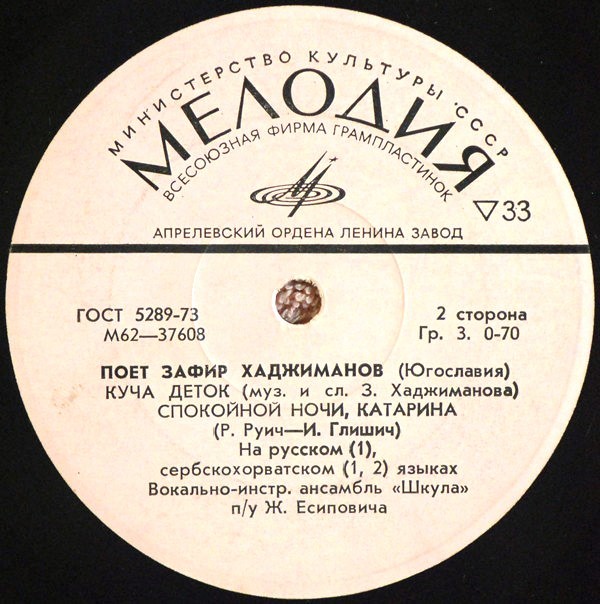 МИНИСТЕРСТВО КУЛЬТУРЫ СССР
МЕЛОДИЯ
ВСЕСОЮЗНАЯ ФИРМА ГРАМПЛАСТИНОК
▽33
АПРЕЛЕВСКИЙ ОРДЕНА ЛЕНИНА ЗАВОД
ГОСТ 5289-73
М62—37608
2 сторона
Гр. 3. 0-70
ПОЕТ ЗАФИР ХАДЖИМАНОВ (Югославия)
КУЧА ДЕТОК (муз. и сл. З. Хаджиманова)
СПОКОЙНОЙ НОЧИ, КАТАРИНА
(Р. Руич—И. Глишич)
На русском (1),
сербскохорватском (1, 2) языках
Вокально-инстр. ансамбль «Шкула»
п/у Ж. Есиповича